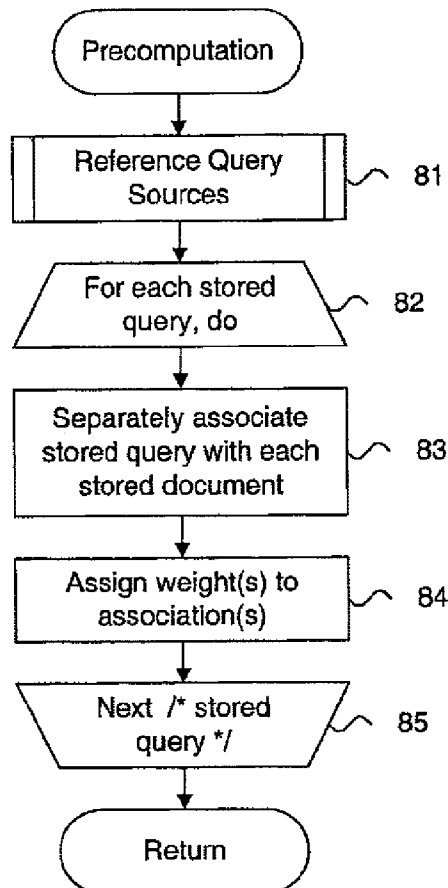 Precomputation
Reference Query
Sources
81
For each stored
query, do
82
Separately associate
stored query with each
stored document
83
Assign weight(s) to
association(s)
84
Next /* stored
query */
85
Return